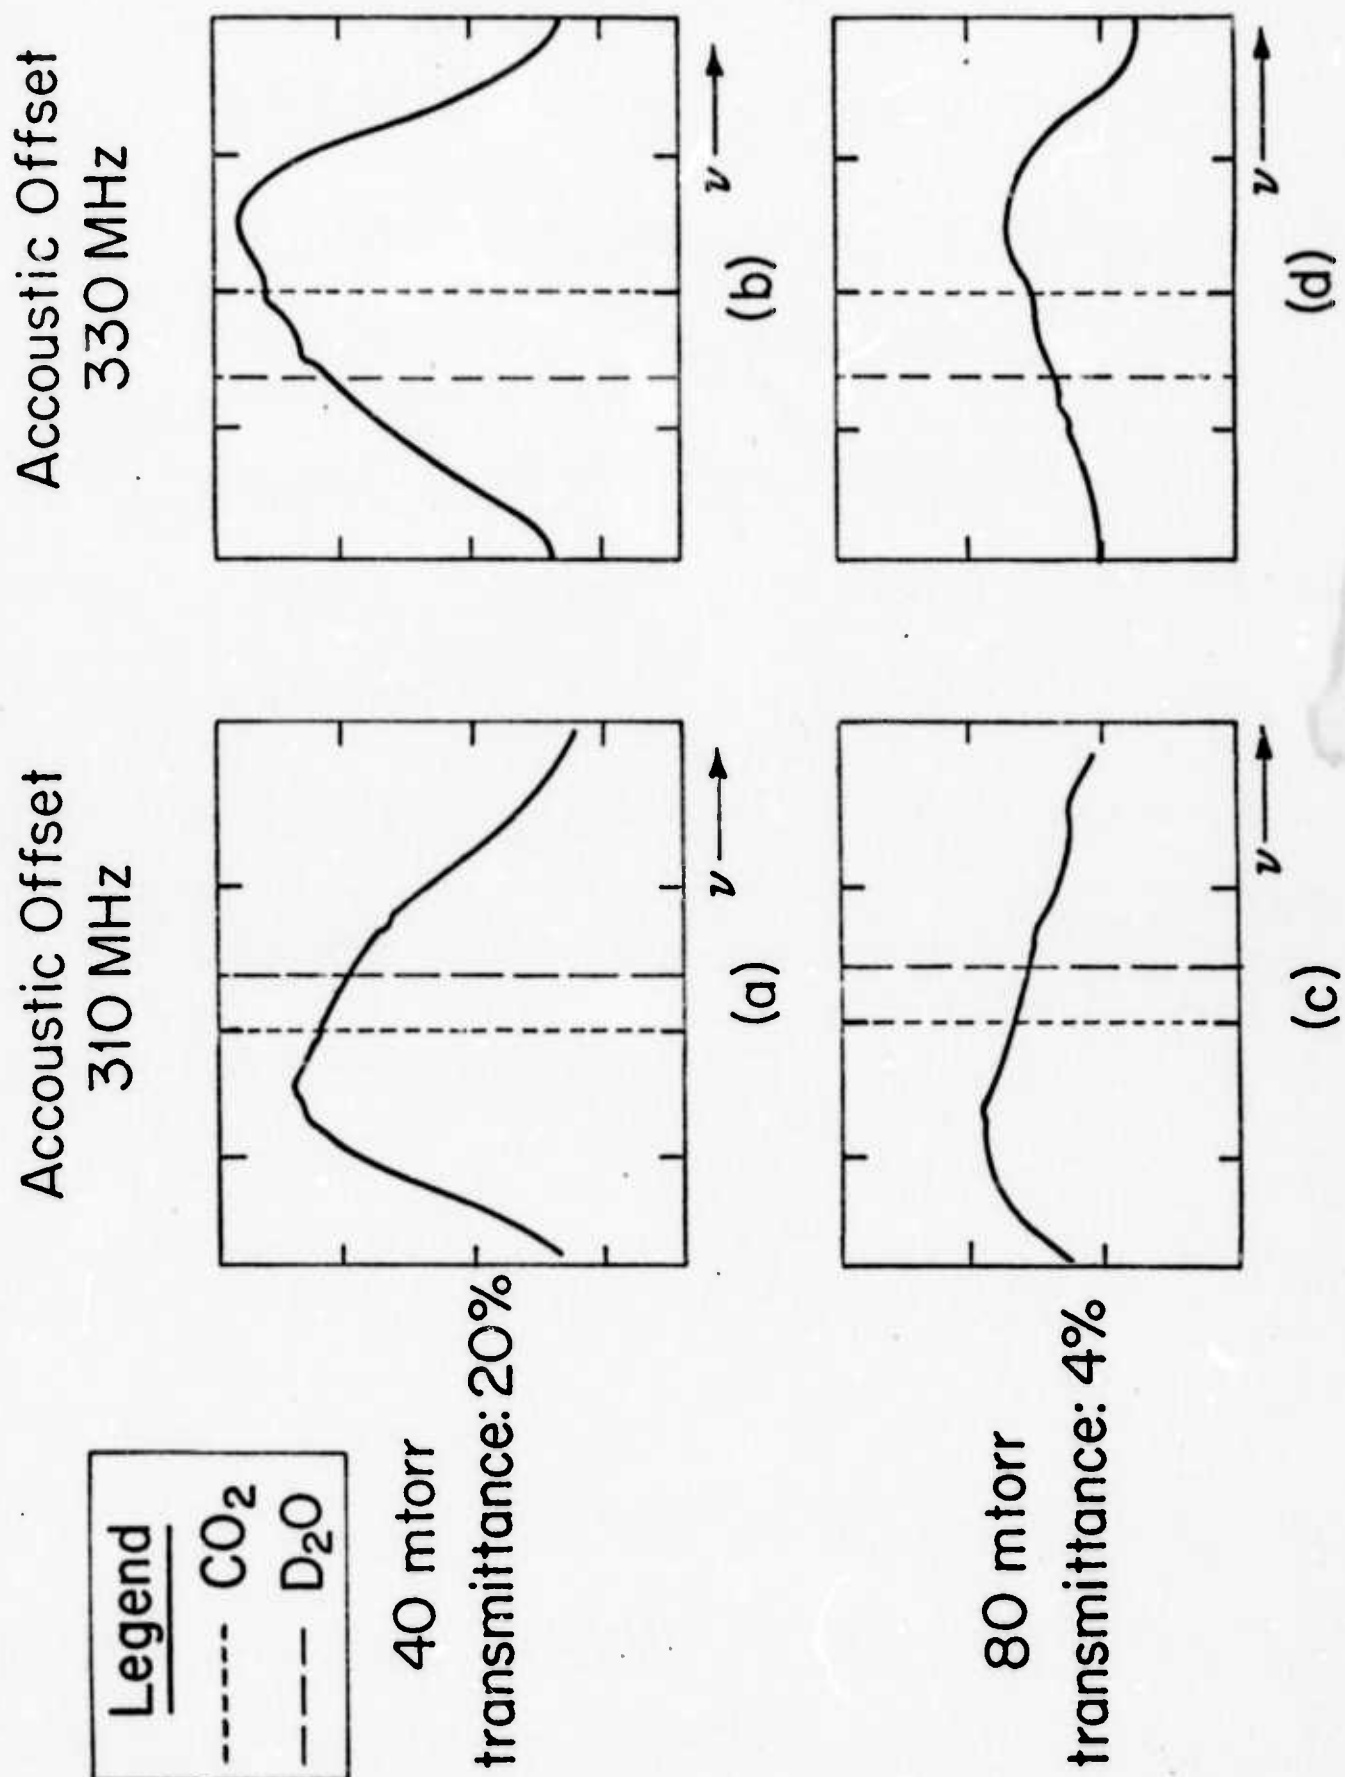 Accoustic Offset
310 MHz
Accoustic Offset
330 MHz
Legend
----- CO₂
— — — D₂O
40 mtorr
transmittance: 20%
ν
(a)
ν
(b)
80 mtorr
transmittance: 4%
ν
(c)
ν
(d)